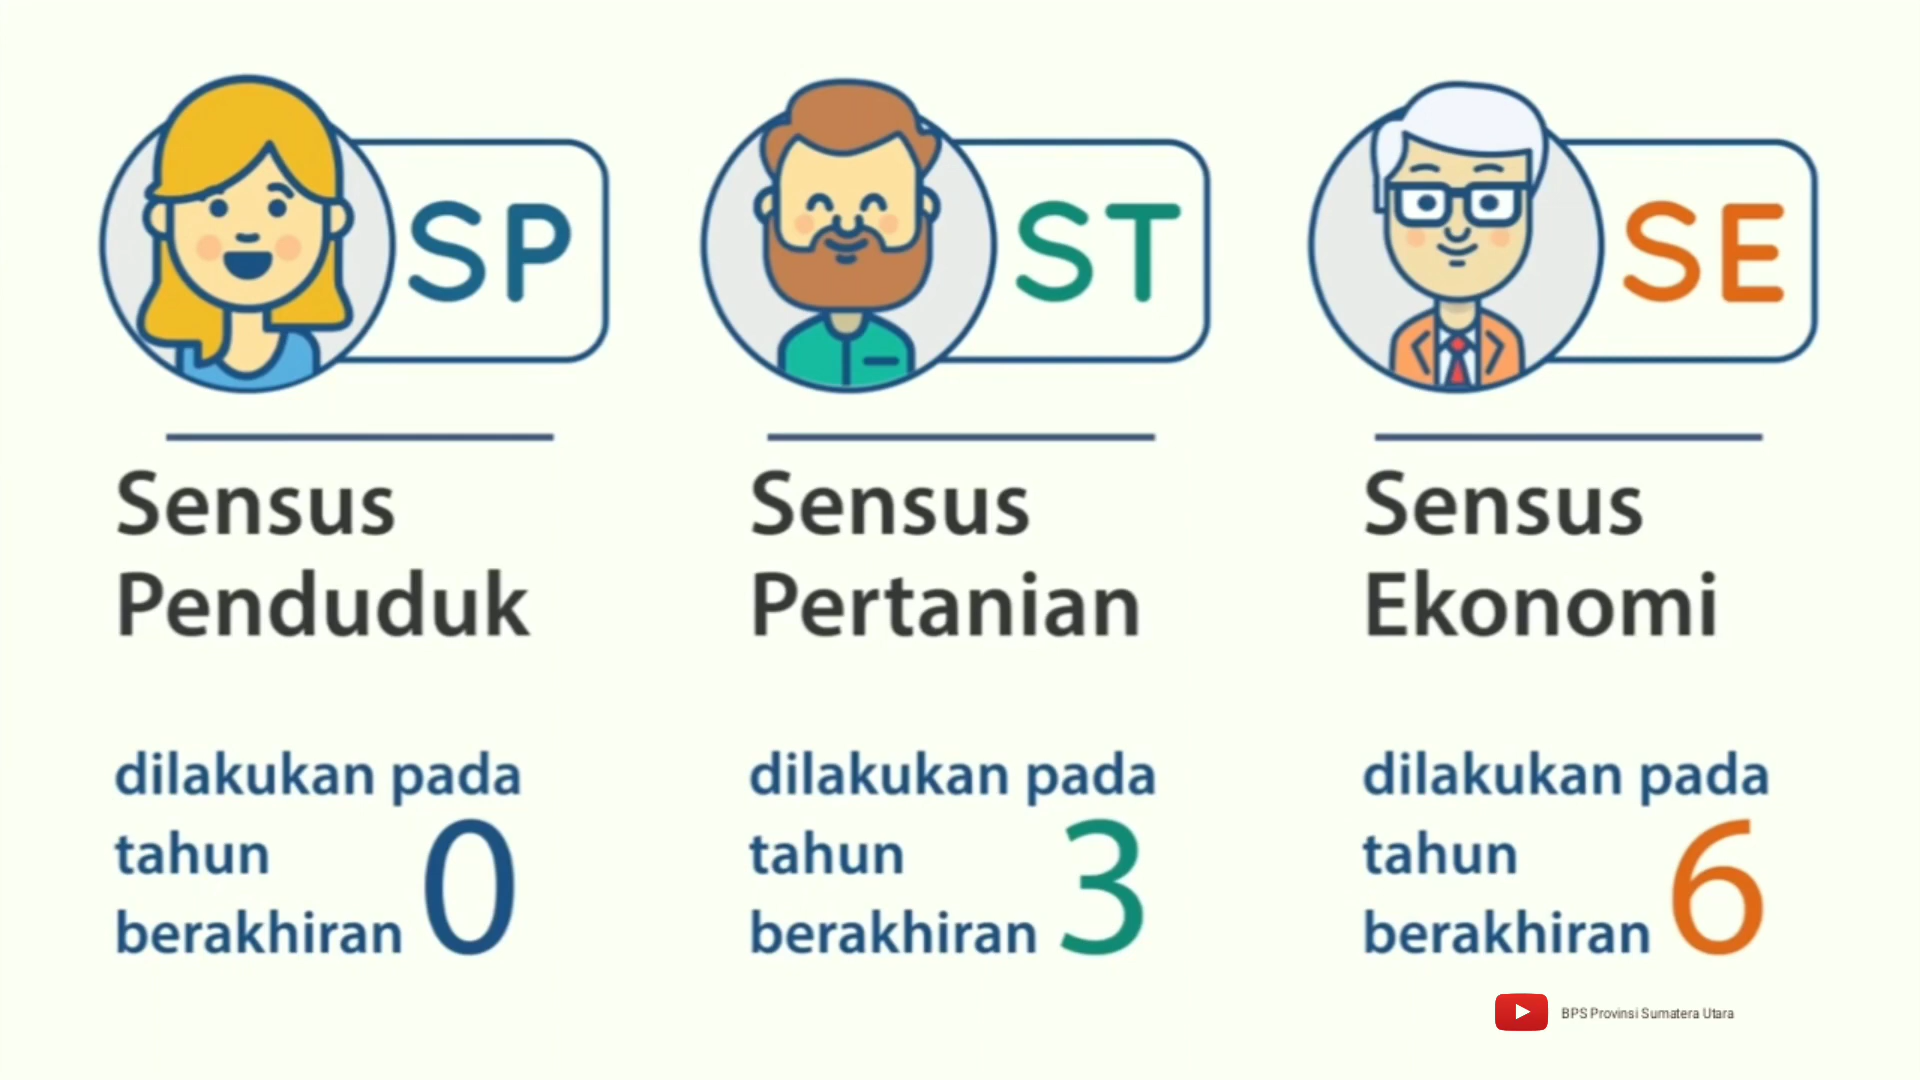 SP
Sensus
Penduduk
dilakukan pada
tahun
berakhiran 0
ST
Sensus
Pertanian
dilakukan pada
tahun
berakhiran 3
SE
Sensus
Ekonomi
dilakukan pada
tahun
berakhiran 6
BPS Provinsi Sumatera Utara